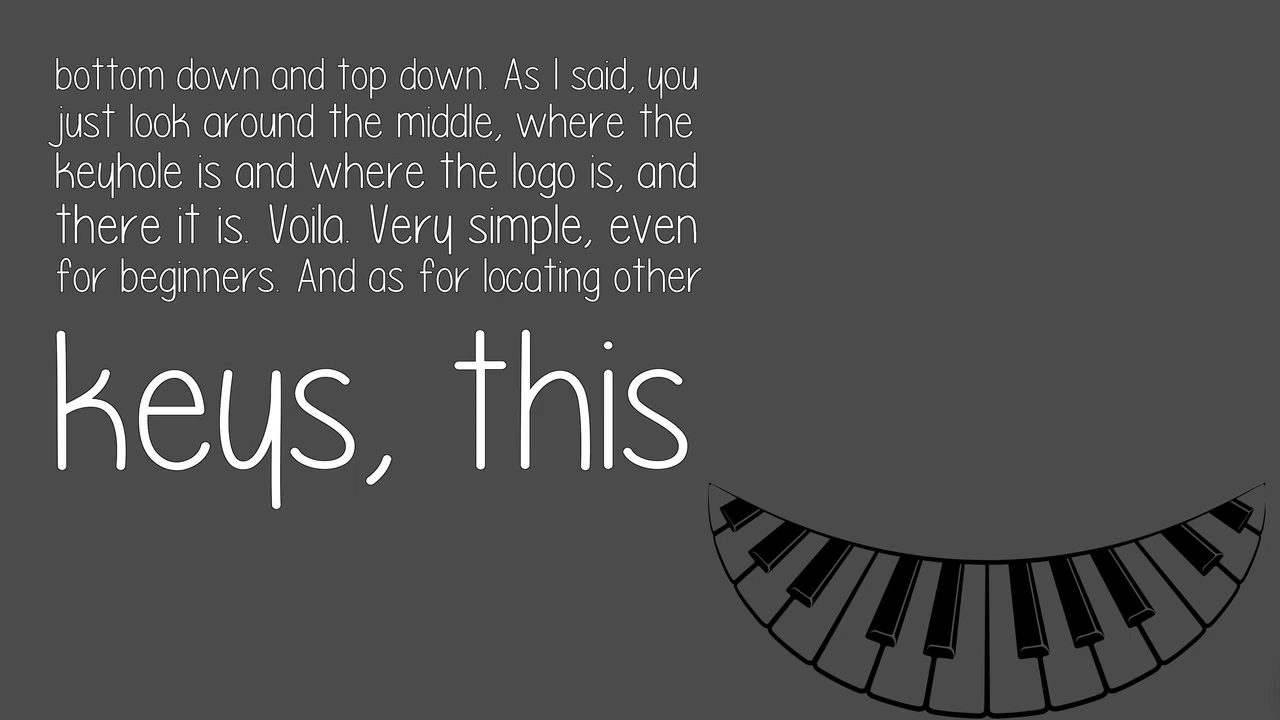 bottom down and top down. As I said, you
just look around the middle, where the
keyhole is and where the logo is, and
there it is. Voila. Very simple, even
for beginners. And as for locating other
keys, this